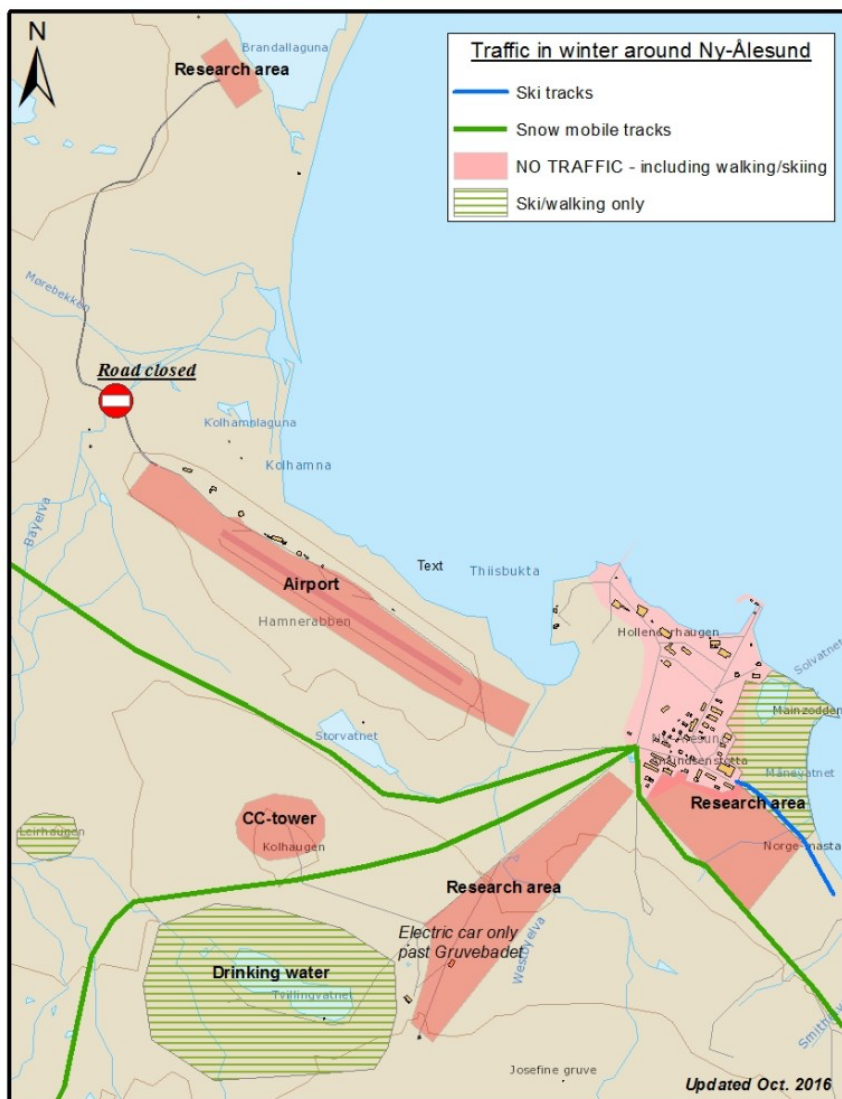 N
Brandallaguna
Research area
Traffic in winter around Ny-Ålesund
Ski tracks
Snow mobile tracks
NO TRAFFIC - including walking/skiing
Ski/walking only
Mørebekken
Road closed
Kolhamnlaguna
Kolhamna
Bayelva
Text
Thiisbukta
Airport
Hamnerabben
Hollendarhaugen
Solvatnet
Mainzodden
Storvatnet
Månevatnet
Research area
CC-tower
Kolhaugen
Leirhaugen
Norge-masta
Research area
Electric car only
past Gruvebadet
Westbyelva
Drinking water
Tvillingvatnet
Josefine gruve
Updated Oct. 2016